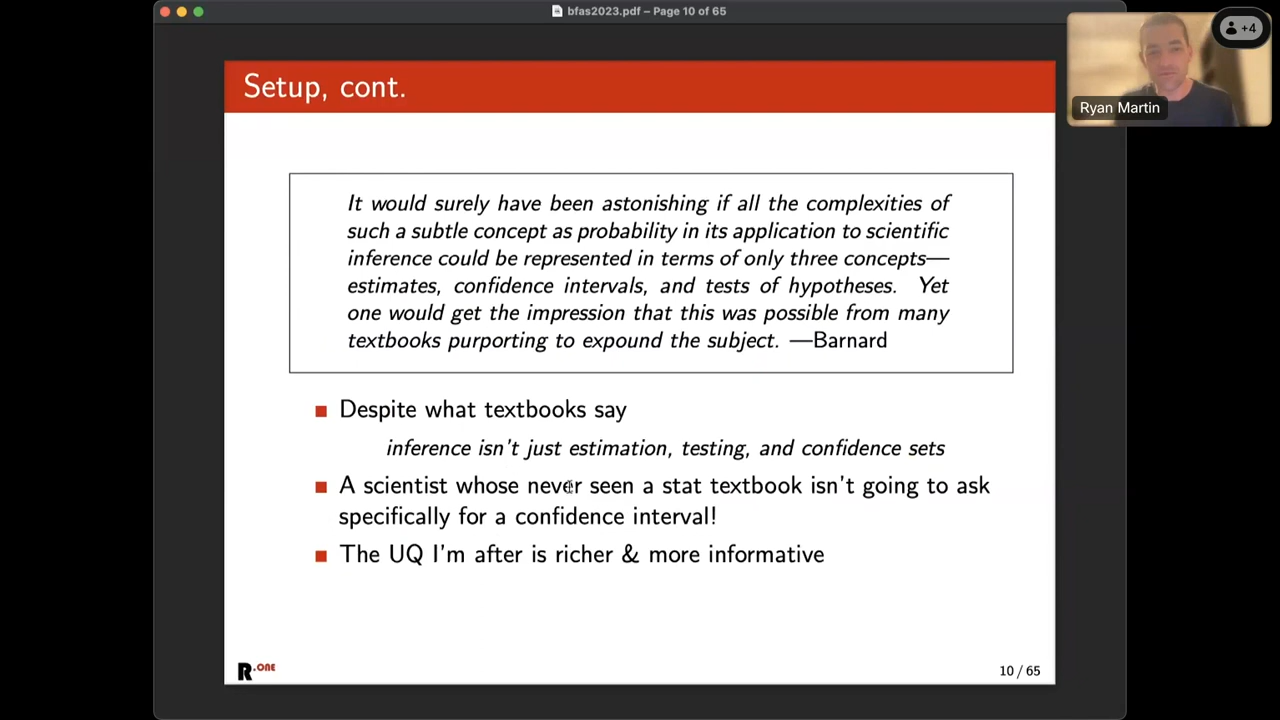 bfas2023.pdf – Page 10 of 65
+4
Ryan Martin
Setup, cont.
It would surely have been astonishing if all the complexities of
such a subtle concept as probability in its application to scientific
inference could be represented in terms of only three concepts—
estimates, confidence intervals, and tests of hypotheses. Yet
one would get the impression that this was possible from many
textbooks purporting to expound the subject. —Barnard
Despite what textbooks say
inference isn't just estimation, testing, and confidence sets
A scientist whose never seen a stat textbook isn't going to ask
specifically for a confidence interval!
The UQ I'm after is richer & more informative
R.ONE
10 / 65